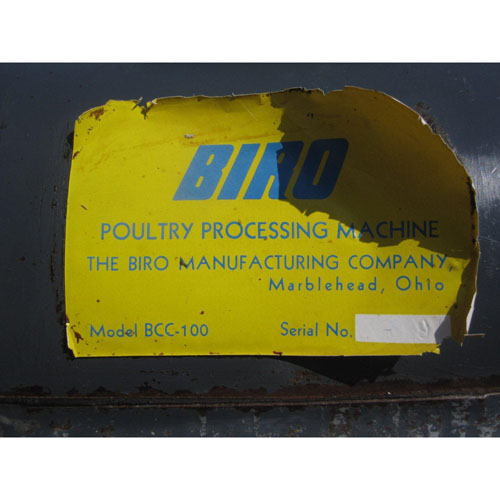 BIRO
POULTRY PROCESSING MACHINE
THE BIRO MANUFACTURING COMPANY
Marblehead, Ohio
Model BCC-100 Serial No.